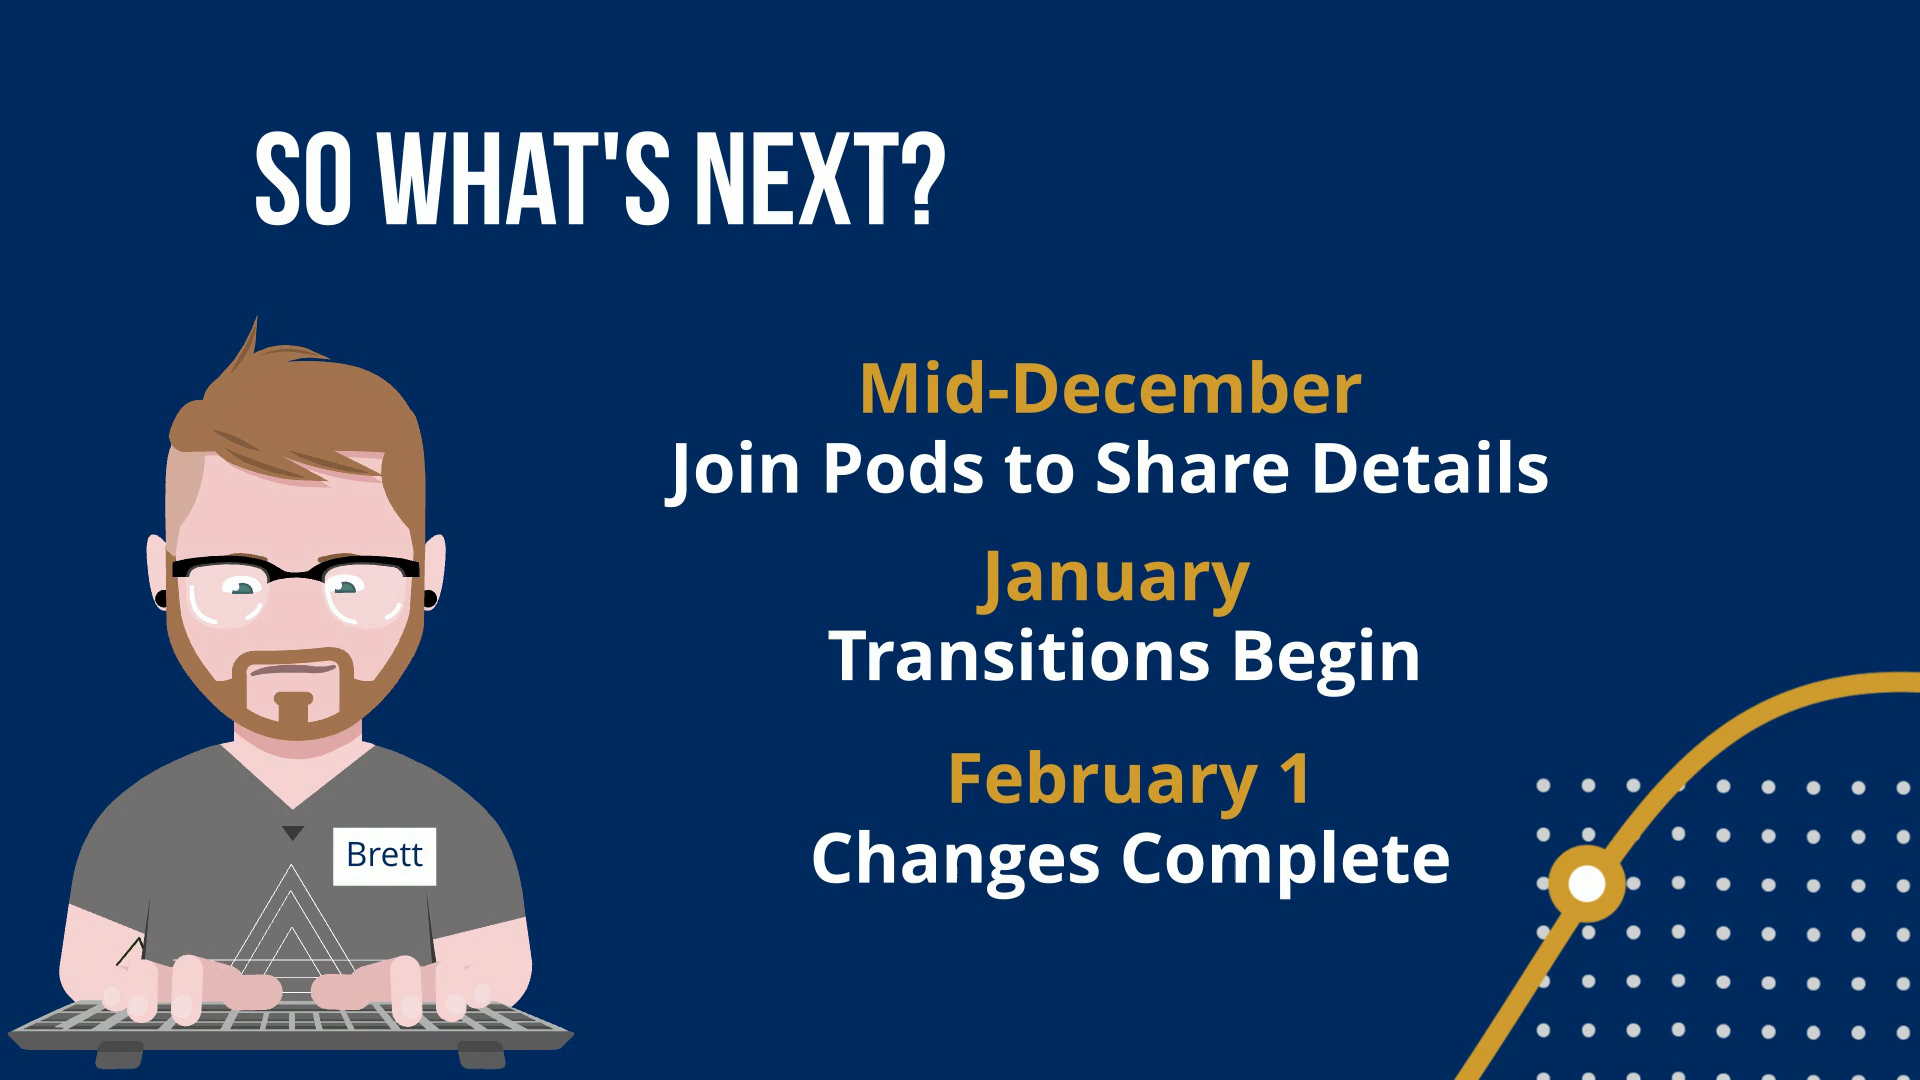 SO WHAT'S NEXT?
Mid-December
Join Pods to Share Details
January
Transitions Begin
February 1
Changes Complete
Brett